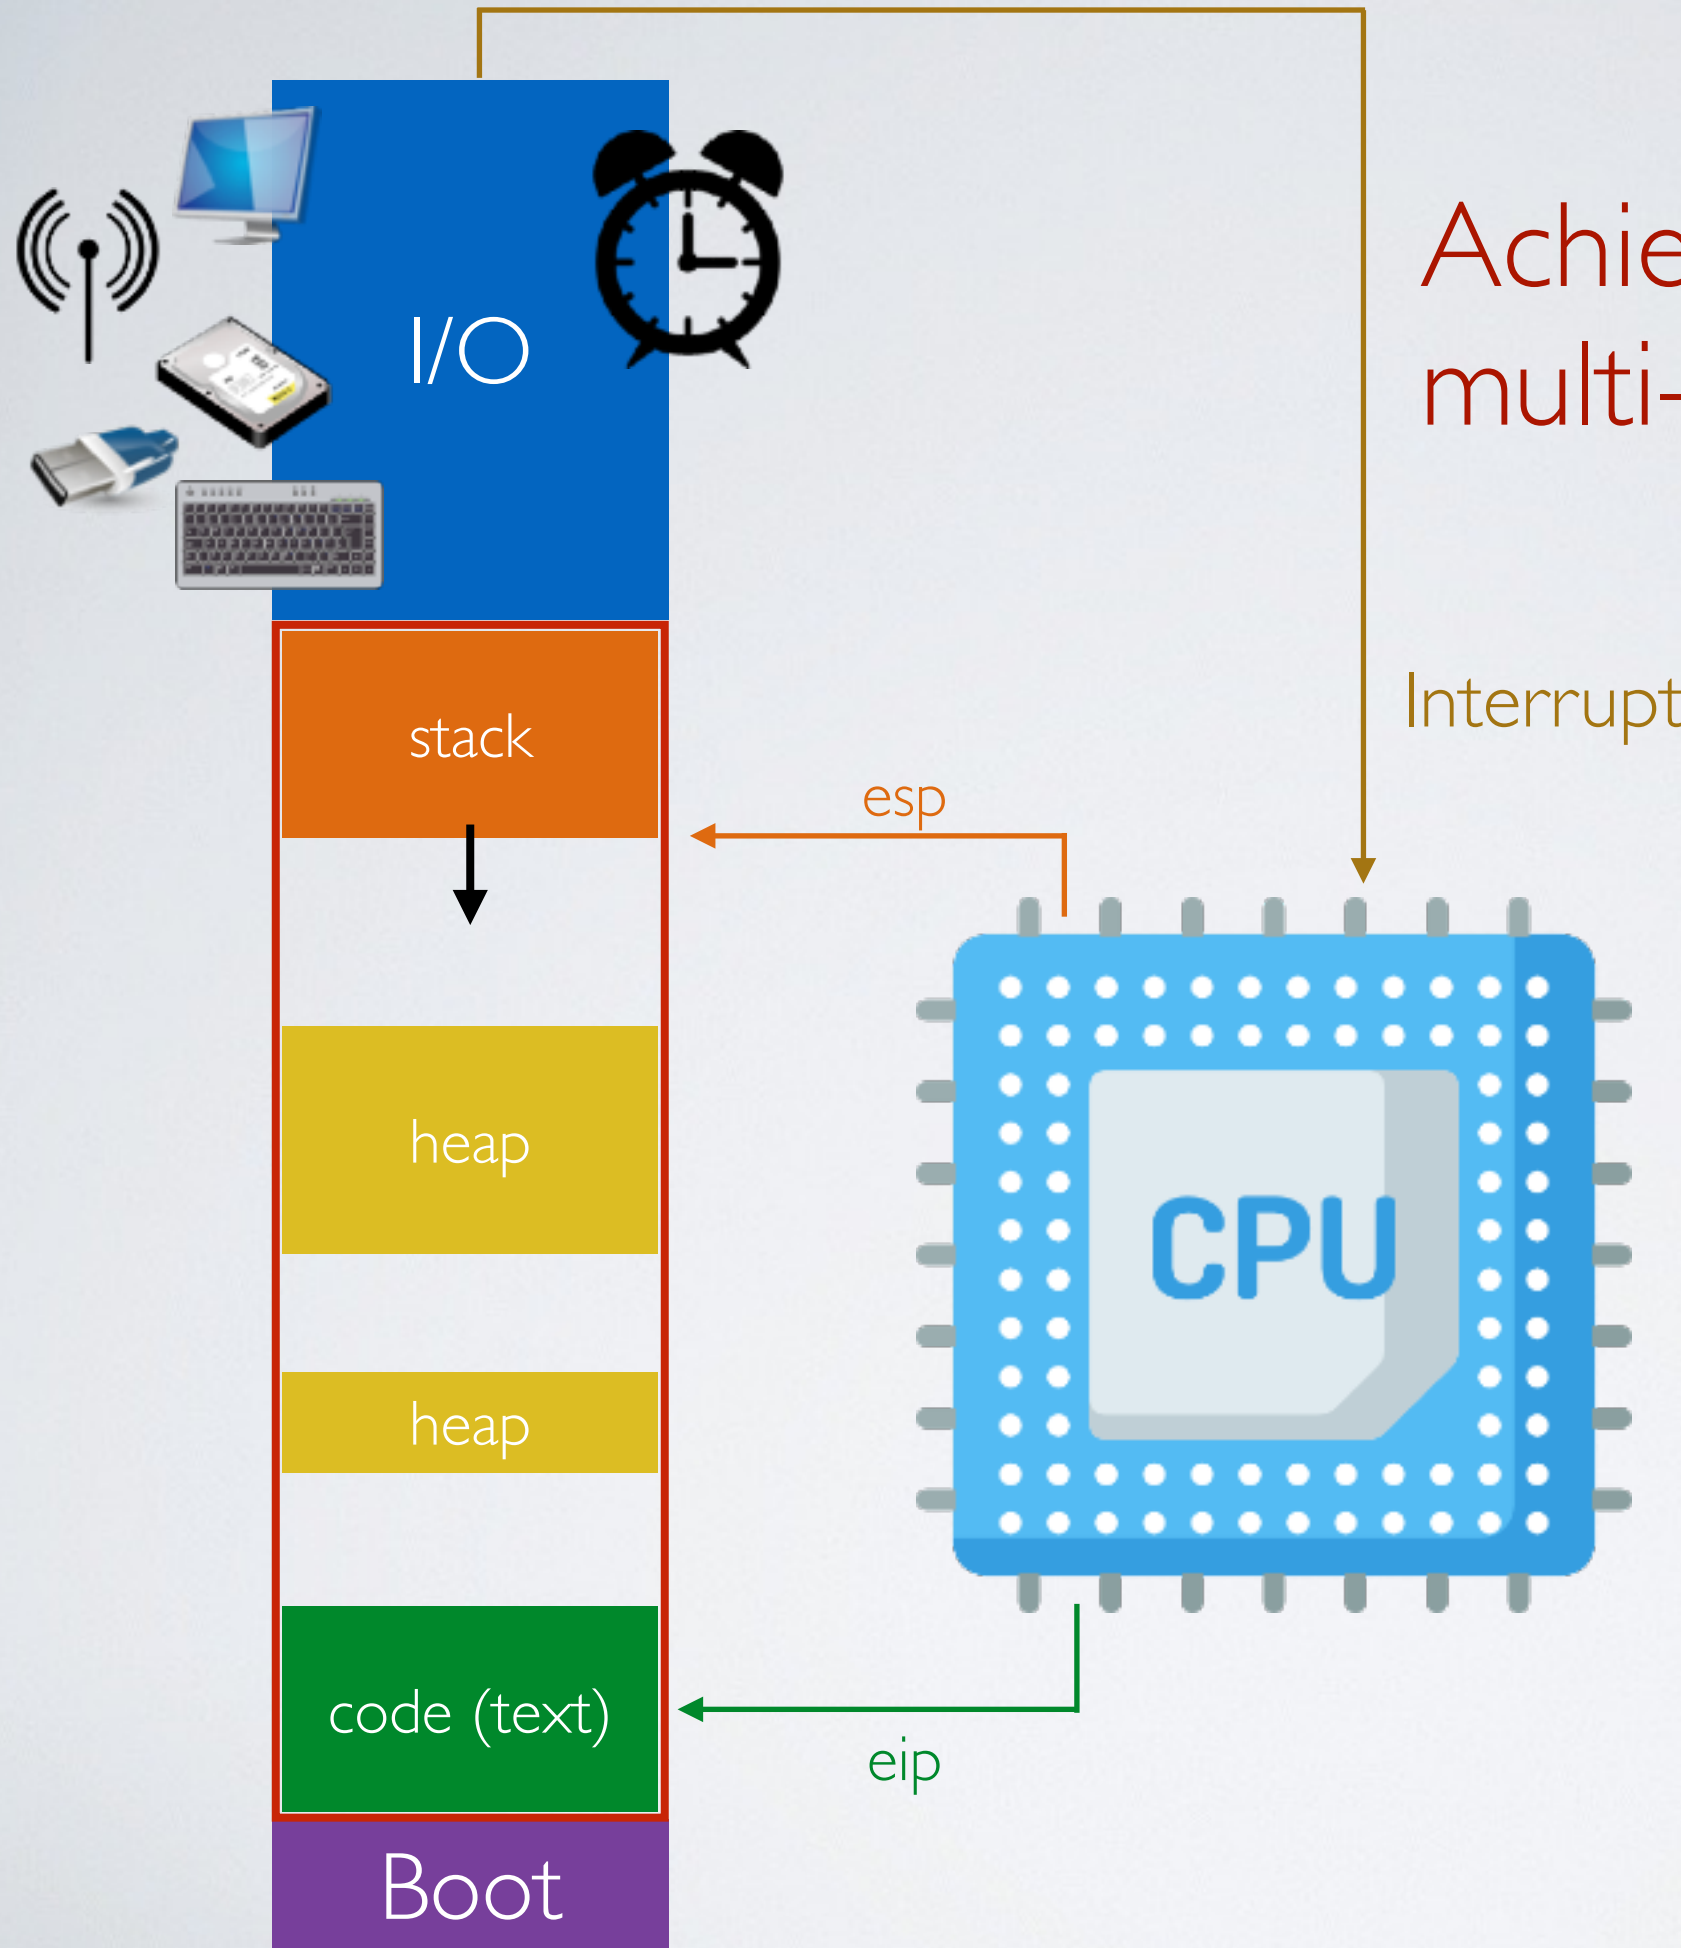 Achie
multi-
I/O
Interrupt
stack
esp
heap
CPU
heap
code (text)
eip
Boot